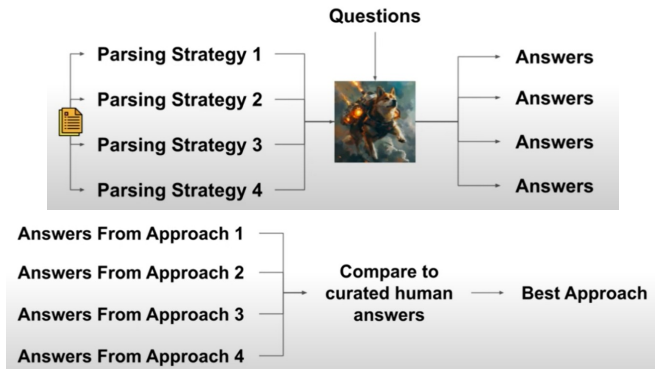 Questions
Parsing Strategy 1
Parsing Strategy 2
Parsing Strategy 3
Parsing Strategy 4
Answers
Answers
Answers
Answers
Answers From Approach 1
Answers From Approach 2
Answers From Approach 3
Answers From Approach 4
Compare to
curated human
answers
Best Approach